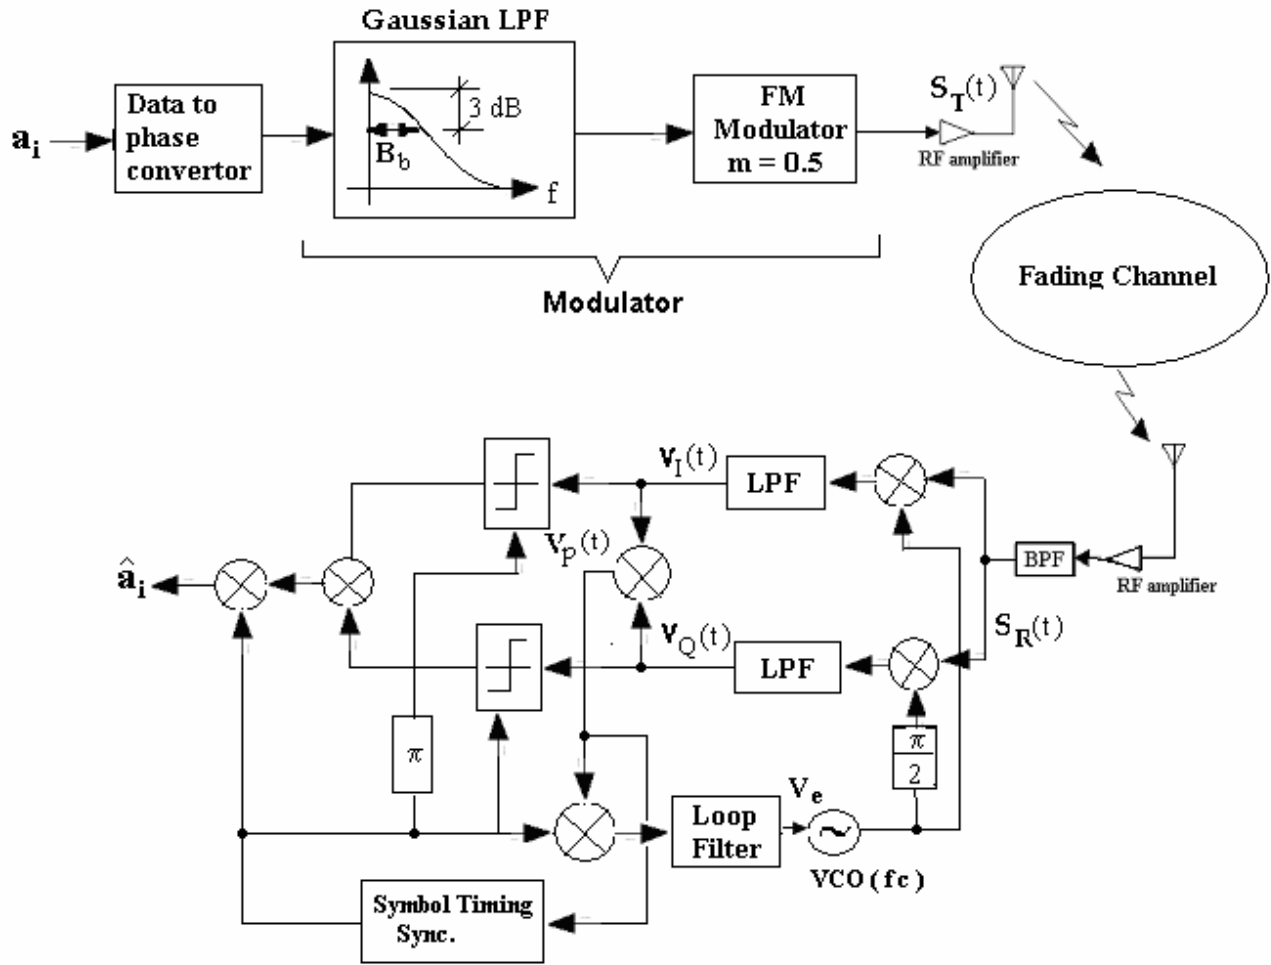 Gaussian LPF
a_i
Data to
phase
convertor
3 dB
B_b
f
FM
Modulator
m = 0.5
S_T(t)
RF amplifier
Modulator
Fading Channel
V_I(t)
LPF
V_p(t)
BPF
RF amplifier
â_i
V_Q(t)
LPF
S_R(t)
π
π
2
Loop
Filter
V_e
~
VCO (fc)
Symbol Timing
Sync.